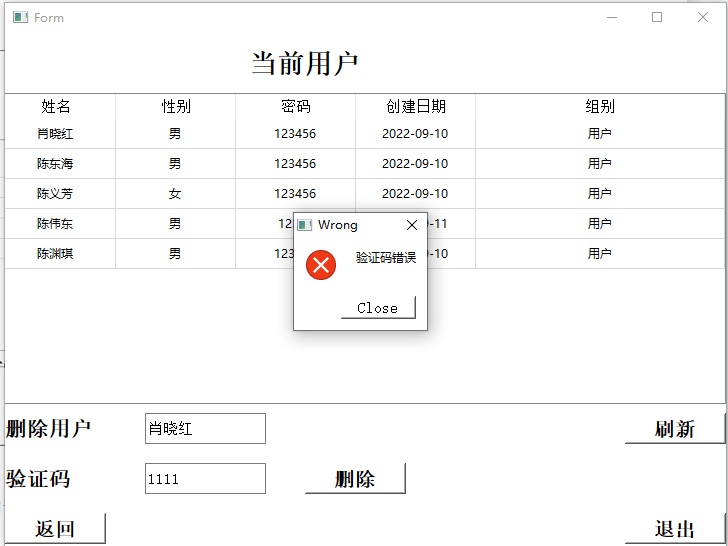 Form
当前用户
姓名 性别 密码 创建日期 组别
肖晓红 男 123456 2022-09-10 用户
陈东海 男 123456 2022-09-10 用户
陈义芳 女 123456 2022-09-10 用户
陈伟东 男 12 -11 用户
陈渊琪 男 123 -10 用户
Wrong
验证码错误
Close
删除用户 肖晓红 刷新
验证码 1111 删除
返回 退出